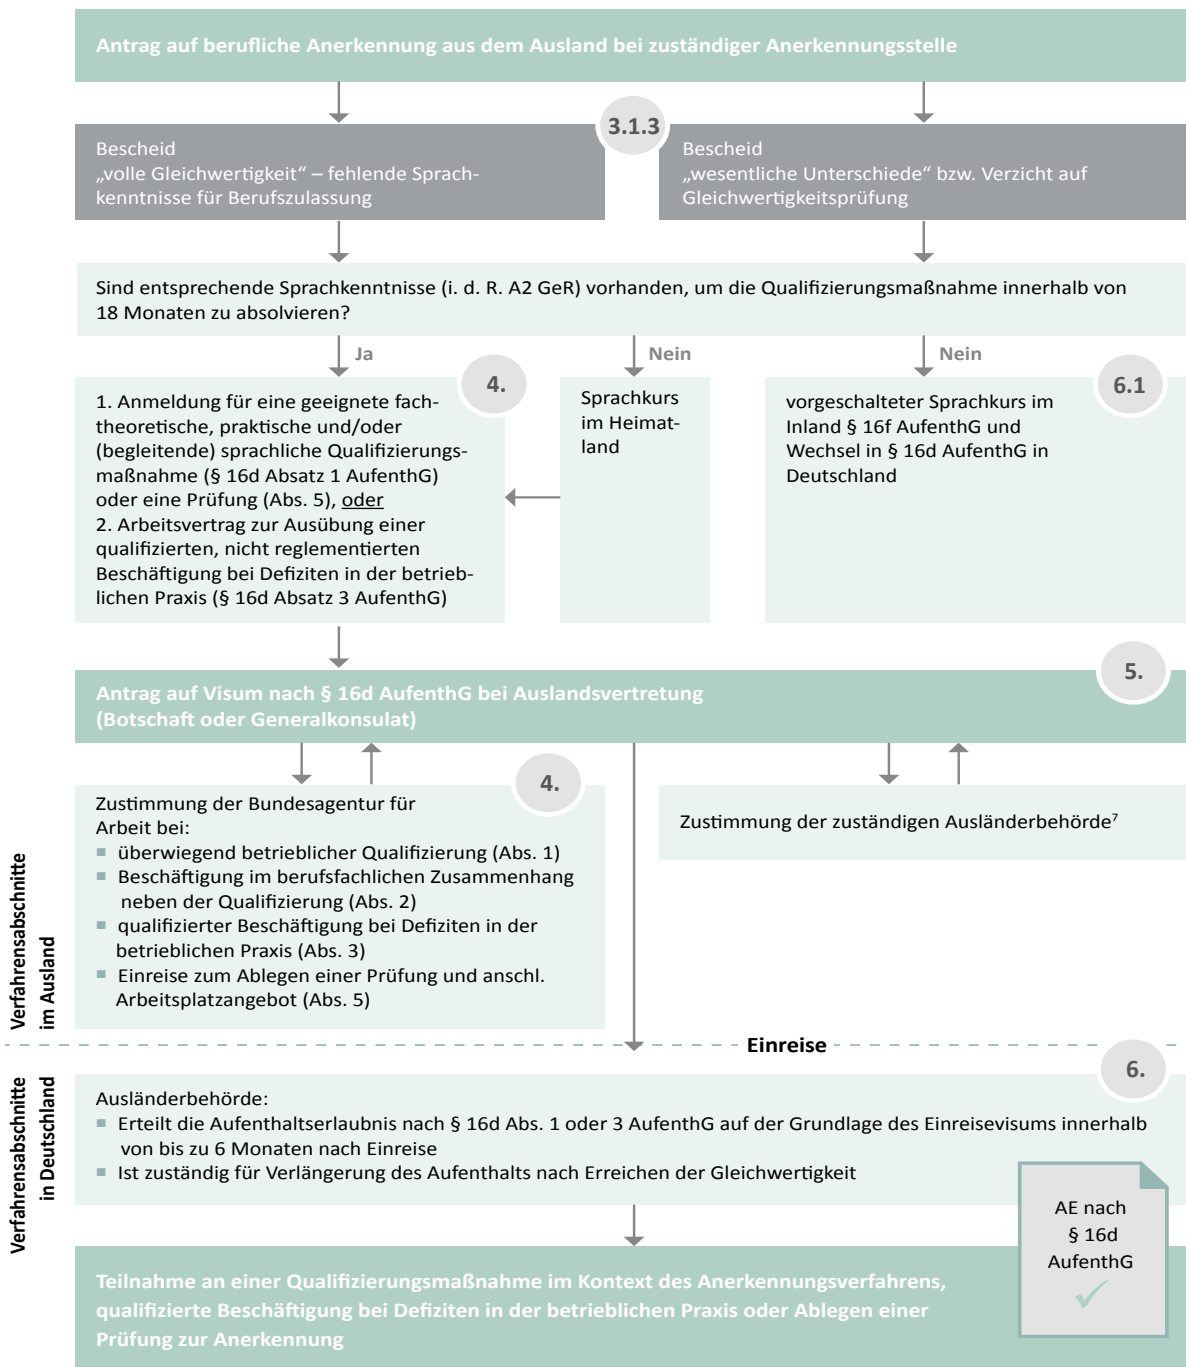 Antrag auf berufliche Anerkennung aus dem Ausland bei zuständiger Anerkennungsstelle
3.1.3
Bescheid
„volle Gleichwertigkeit“ – fehlende Sprach-
kenntnisse für Berufszulassung
Bescheid
„wesentliche Unterschiede“ bzw. Verzicht auf
Gleichwertigkeitsprüfung
Sind entsprechende Sprachkenntnisse (i. d. R. A2 GeR) vorhanden, um die Qualifizierungsmaßnahme innerhalb von
18 Monaten zu absolvieren?
Ja
Nein
Nein
4.
1. Anmeldung für eine geeignete fach-
theoretische, praktische und/oder
(begleitende) sprachliche Qualifizierungs-
maßnahme (§ 16d Absatz 1 AufenthG)
oder eine Prüfung (Abs. 5), oder
2. Arbeitsvertrag zur Ausübung einer
qualifizierten, nicht reglementierten
Beschäftigung bei Defiziten in der betrieb-
lichen Praxis (§ 16d Absatz 3 AufenthG)
Sprachkurs
im Heimat-
land
6.1
vorgeschalteter Sprachkurs im
Inland § 16f AufenthG und
Wechsel in § 16d AufenthG in
Deutschland
5.
Antrag auf Visum nach § 16d AufenthG bei Auslandsvertretung
(Botschaft oder Generalkonsulat)
4.
Zustimmung der Bundesagentur für
Arbeit bei:
■ überwiegend betrieblicher Qualifizierung (Abs. 1)
■ Beschäftigung im berufsfachlichen Zusammenhang
neben der Qualifizierung (Abs. 2)
■ qualifizierter Beschäftigung bei Defiziten in der
betrieblichen Praxis (Abs. 3)
■ Einreise zum Ablegen einer Prüfung und anschl.
Arbeitsplatzangebot (Abs. 5)
Zustimmung der zuständigen Ausländerbehörde⁷
Verfahrensabschnitte
im Ausland
Einreise
Verfahrensabschnitte
in Deutschland
6.
Ausländerbehörde:
■ Erteilt die Aufenthaltserlaubnis nach § 16d Abs. 1 oder 3 AufenthG auf der Grundlage des Einreisevisums innerhalb
von bis zu 6 Monaten nach Einreise
■ Ist zuständig für Verlängerung des Aufenthalts nach Erreichen der Gleichwertigkeit
AE nach
§ 16d
AufenthG
Teilnahme an einer Qualifizierungsmaßnahme im Kontext des Anerkennungsverfahrens,
qualifizierte Beschäftigung bei Defiziten in der betrieblichen Praxis oder Ablegen einer
Prüfung zur Anerkennung